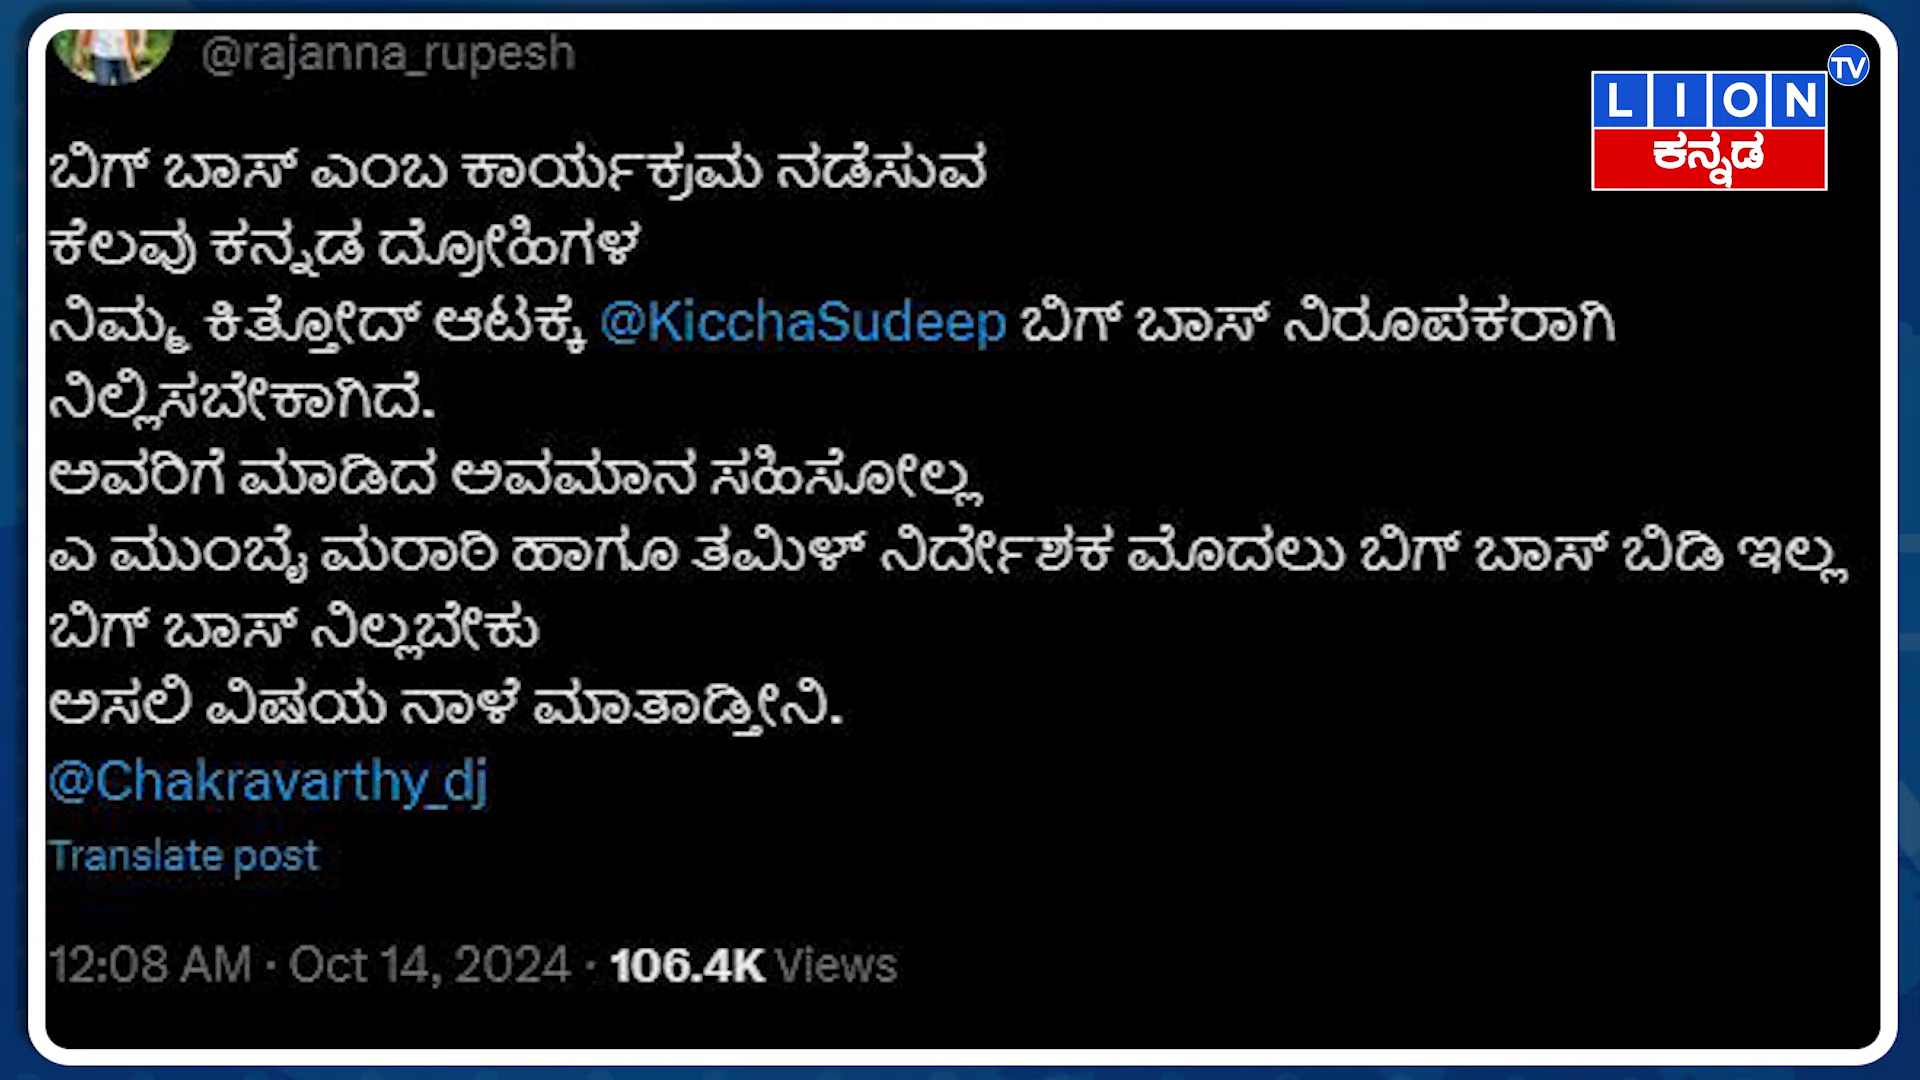 @rajanna_rupesh
TV
LION
ಕನ್ನಡ
ಬಿಗ್ ಬಾಸ್ ಎಂಬ ಕಾರ್ಯಕ್ರಮ ನಡೆಸುವ
ಕೆಲವು ಕನ್ನಡ ದ್ರೋಹಿಗಳ
ನಿಮ್ಮ ಕಿತ್ತೋದ್ ಆಟಕ್ಕೆ @KicchaSudeep ಬಿಗ್ ಬಾಸ್ ನಿರೂಪಕರಾಗಿ
ನಿಲ್ಲಿಸಬೇಕಾಗಿದೆ.
ಅವರಿಗೆ ಮಾಡಿದ ಅವಮಾನ ಸಹಿಸೋಲ್ಲ
ಎ ಮುಂಬೈ ಮರಾಠಿ ಹಾಗೂ ತಮಿಳ್ ನಿರ್ದೇಶಕ ಮೊದಲು ಬಿಗ್ ಬಾಸ್ ಬಿಡಿ ಇಲ್ಲ
ಬಿಗ್ ಬಾಸ್ ನಿಲ್ಲಬೇಕು
ಅಸಲಿ ವಿಷಯ ನಾಳೆ ಮಾತಾಡ್ತೀನಿ.
@Chakravarthy_dj
Translate post
12:08 AM · Oct 14, 2024 · 106.4K Views